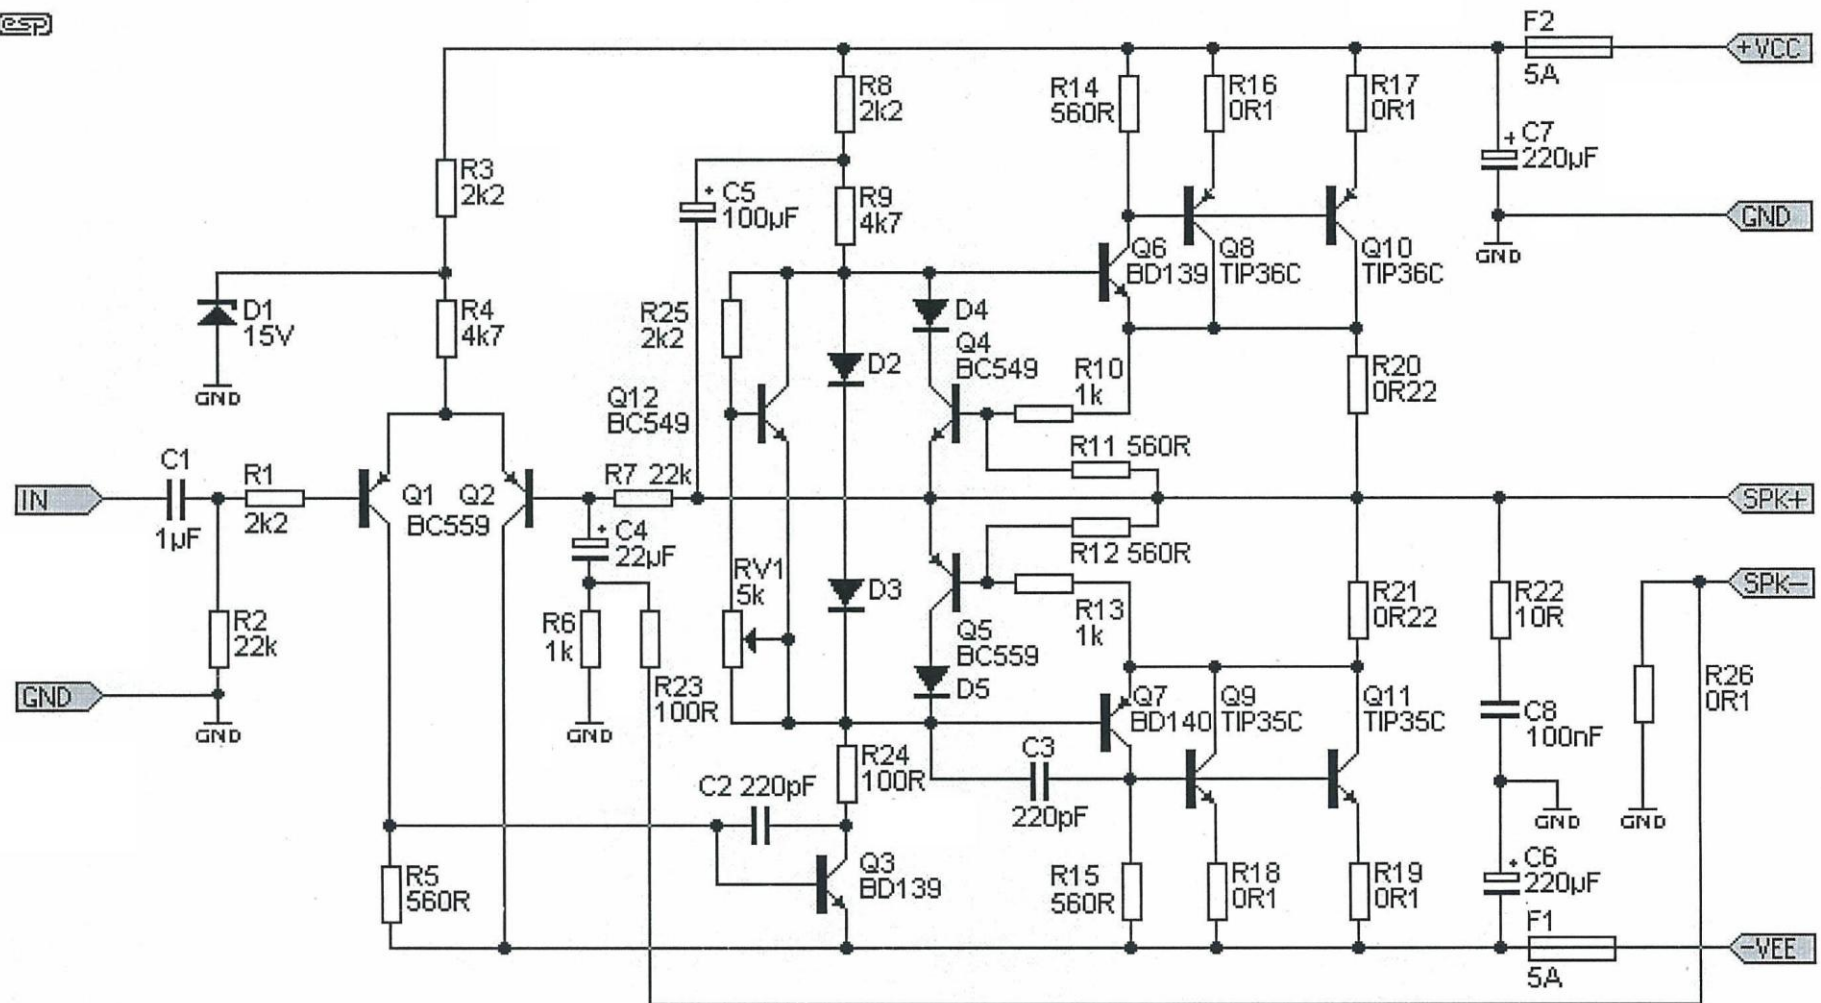 esp
F2
+VCC
5A
R8
2k2
R14
560R
R16
0R1
R17
0R1
R3
2k2
C5
100µF
R9
4k7
+ C7
220µF
GND
GND
Q6
BD139
Q8
TIP36C
Q10
TIP36C
D1
15V
GND
R4
4k7
R25
2k2
D4
Q4
BC549
D2
R10
1k
R20
0R22
Q12
BC549
R11 560R
IN
C1
1µF
R1
2k2
Q1
Q2
BC559
R7 22k
SPK+
+ C4
22µF
R12 560R
R2
22k
GND
GND
R6
1k
GND
R23
100R
RV1
5k
D3
Q5
BC559
D5
R13
1k
R21
0R22
R22
10R
SPK−
R26
0R1
Q7
BD140
Q9
TIP35C
Q11
TIP35C
C8
100nF
C2 220pF
R24
100R
C3
220pF
GND
GND
R5
560R
Q3
BD139
R15
560R
R18
0R1
R19
0R1
+ C6
220µF
F1
5A
−VEE